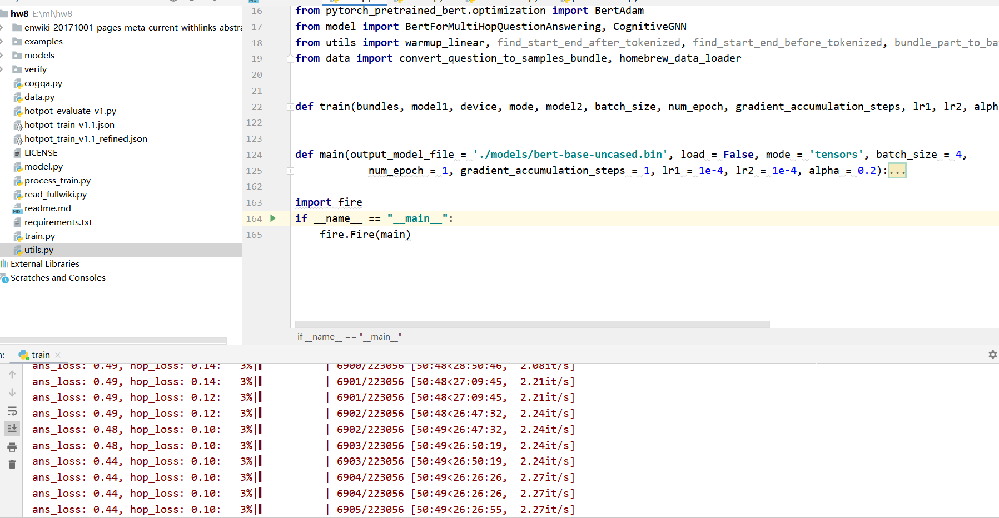 hw8 E:\ml\hw8
enwiki-20171001-pages-meta-current-withlinks-abstra
examples
models
verify
cogqa.py
data.py
hotpot_evaluate_v1.py
hotpot_train_v1.1.json
hotpot_train_v1.1_refined.json
LICENSE
model.py
process_train.py
read_fullwiki.py
readme.md
requirements.txt
train.py
utils.py
External Libraries
Scratches and Consoles
16 from pytorch_pretrained_bert.optimization import BertAdam
17 from model import BertForMultiHopQuestionAnswering, CognitiveGNN
18 from utils import warmup_linear, find_start_end_after_tokenized, find_start_end_before_tokenized, bundle_part_to_ba
19 from data import convert_question_to_samples_bundle, homebrew_data_loader
20
21
22 def train(bundles, model1, device, mode, model2, batch_size, num_epoch, gradient_accumulation_steps, lr1, lr2, alph
122
123
124 def main(output_model_file = './models/bert-base-uncased.bin', load = False, mode = 'tensors', batch_size = 4,
125 num_epoch = 1, gradient_accumulation_steps = 1, lr1 = 1e-4, lr2 = 1e-4, alpha = 0.2):...
162
163 import fire
164 if __name__ == "__main__":
165 fire.Fire(main)
if __name__ == "__main__"
train
ans_loss: 0.49, hop_loss: 0.14: 3%| | 6900/223056 [50:48<28:50:46, 2.08it/s]
ans_loss: 0.49, hop_loss: 0.14: 3%| | 6901/223056 [50:48<27:09:45, 2.21it/s]
ans_loss: 0.49, hop_loss: 0.12: 3%| | 6901/223056 [50:48<27:09:45, 2.21it/s]
ans_loss: 0.49, hop_loss: 0.12: 3%| | 6902/223056 [50:48<26:47:32, 2.24it/s]
ans_loss: 0.48, hop_loss: 0.10: 3%| | 6902/223056 [50:49<26:47:32, 2.24it/s]
ans_loss: 0.48, hop_loss: 0.10: 3%| | 6903/223056 [50:49<26:50:19, 2.24it/s]
ans_loss: 0.44, hop_loss: 0.10: 3%| | 6903/223056 [50:49<26:50:19, 2.24it/s]
ans_loss: 0.44, hop_loss: 0.10: 3%| | 6904/223056 [50:49<26:26:26, 2.27it/s]
ans_loss: 0.44, hop_loss: 0.10: 3%| | 6904/223056 [50:49<26:26:26, 2.27it/s]
ans_loss: 0.44, hop_loss: 0.10: 3%| | 6905/223056 [50:49<26:26:55, 2.27it/s]